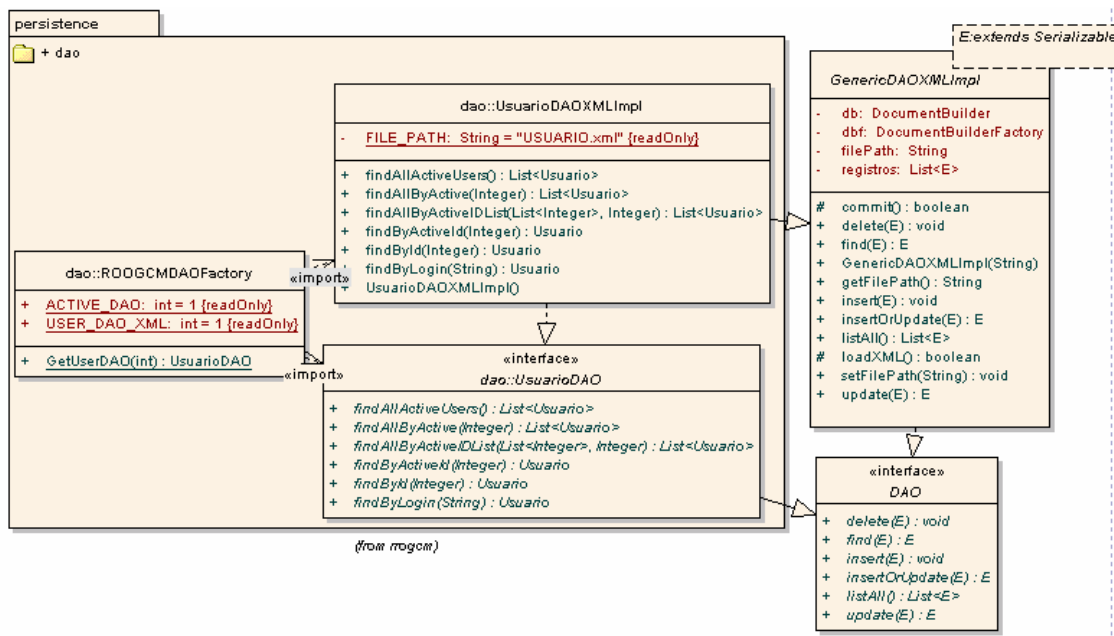 persistence
+ dao
dao::UsuarioDAOXMLImpl
- FILE_PATH: String = "USUARIO.xml" {readOnly}
+ findAllActiveUsers() : List<Usuario>
+ findAllByActive(Integer) : List<Usuario>
+ findAllByActiveIDList(List<Integer>, Integer) : List<Usuario>
+ findByActiveId(Integer) : Usuario
+ findById(Integer) : Usuario
+ findByLogin(String) : Usuario
+ UsuarioDAOXMLImpl()
dao::ROOGCMDAOFactory
+ ACTIVE_DAO: int = 1 {readOnly}
+ USER_DAO_XML: int = 1 {readOnly}
+ GetUserDAO(int) : UsuarioDAO
«import»
«import»
«interface»
dao::UsuarioDAO
+ findAllActiveUsers() : List<Usuario>
+ findAllByActive(Integer) : List<Usuario>
+ findAllByActiveIDList(List<Integer>, Integer) : List<Usuario>
+ findByActiveId(Integer) : Usuario
+ findById(Integer) : Usuario
+ findByLogin(String) : Usuario
(from rrogcm)
E:extends Serializable
GenericDAOXMLImpl
- db: DocumentBuilder
- dbf: DocumentBuilderFactory
- filePath: String
- registros: List<E>
# commit() : boolean
+ delete(E) : void
+ find(E) : E
+ GenericDAOXMLImpl(String)
+ getFilePath() : String
+ insert(E) : void
+ insertOrUpdate(E) : E
+ listAll() : List<E>
# loadXML() : boolean
+ setFilePath(String) : void
+ update(E) : E
«interface»
DAO
+ delete(E) : void
+ find(E) : E
+ insert(E) : void
+ insertOrUpdate(E) : E
+ listAll() : List<E>
+ update(E) : E